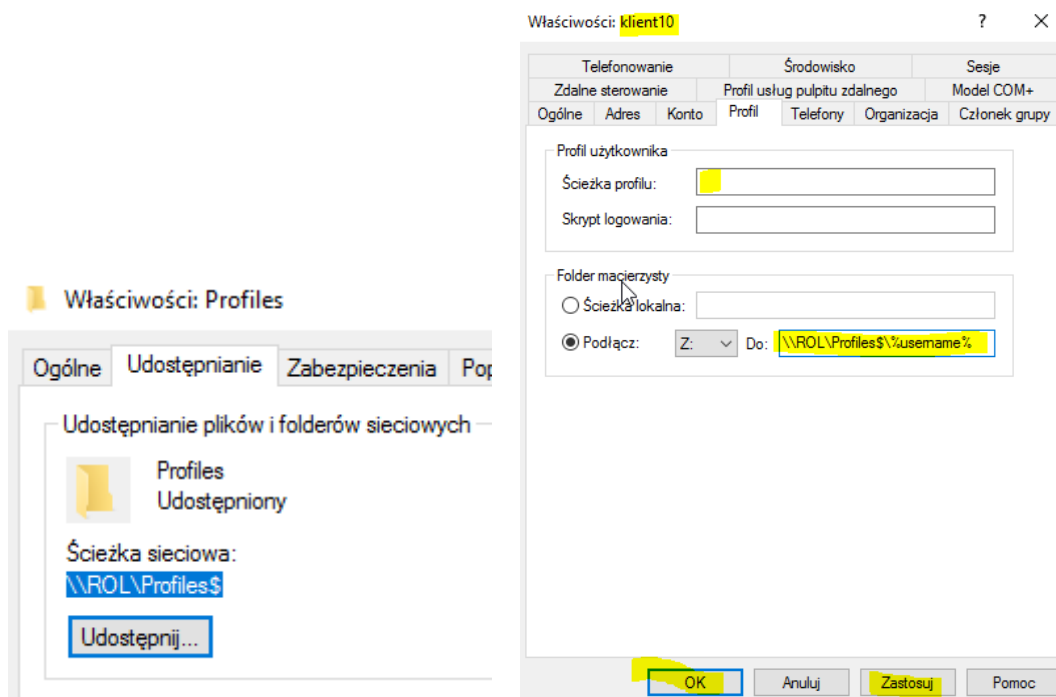 Właściwości: Profiles
Ogólne
Udostępnianie
Zabezpieczenia
Udostępnianie plików i folderów sieciowych
Profiles
Udostępniony
Ścieżka sieciowa:
\\ROL\Profiles$
Udostępnij...
Właściwości: klient10
?
Telefonowanie
Środowisko
Sesje
Zdalne sterowanie
Profil usług pulpitu zdalnego
Model COM+
Ogólne
Adres
Konto
Profil
Telefony
Organizacja
Członek grupy
Profil użytkownika
Ścieżka profilu:
Skrypt logowania:
Folder macierzysty
Ścieżka lokalna:
Podłącz:
Z:
Do:
\\ROL\Profiles$\%username%
OK
Anuluj
Zastosuj
Pomoc